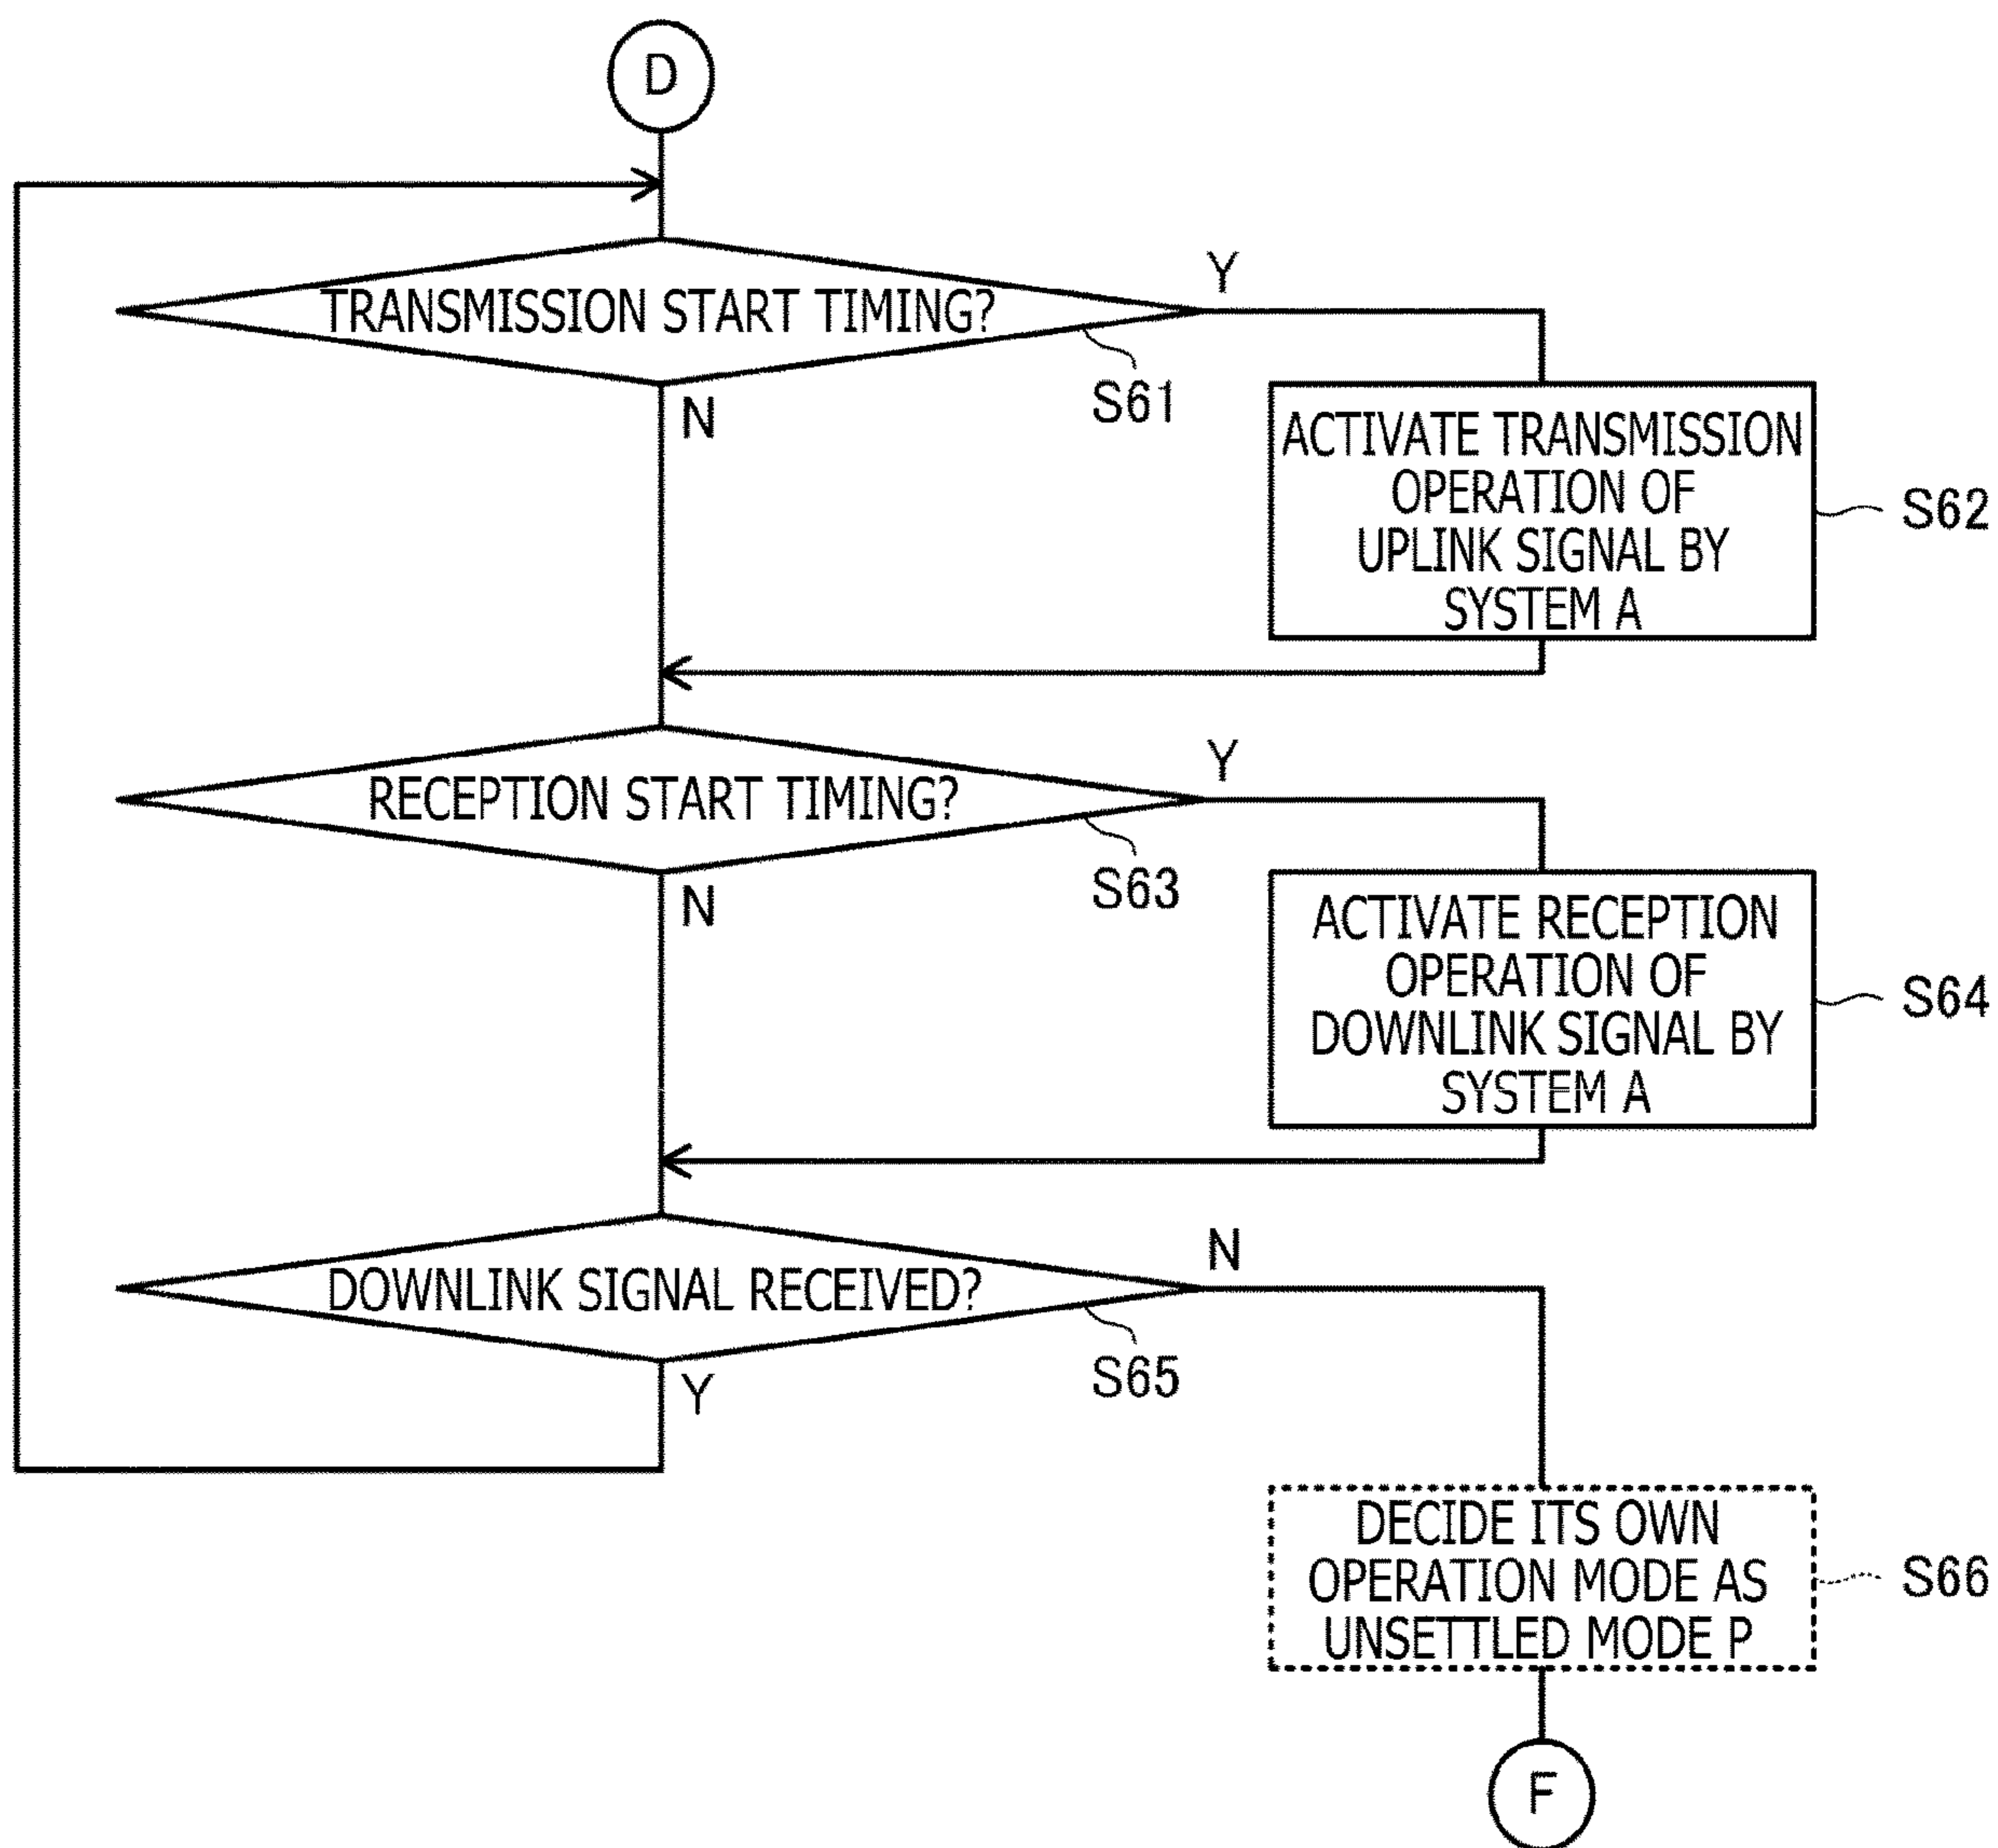 D
TRANSMISSION START TIMING?
Y
S61
N
ACTIVATE TRANSMISSION
OPERATION OF
UPLINK SIGNAL BY
SYSTEM A
S62
RECEPTION START TIMING?
Y
S63
N
ACTIVATE RECEPTION
OPERATION OF
DOWNLINK SIGNAL BY
SYSTEM A
S64
DOWNLINK SIGNAL RECEIVED?
N
S65
Y
DECIDE ITS OWN
OPERATION MODE AS
UNSETTLED MODE P
S66
F